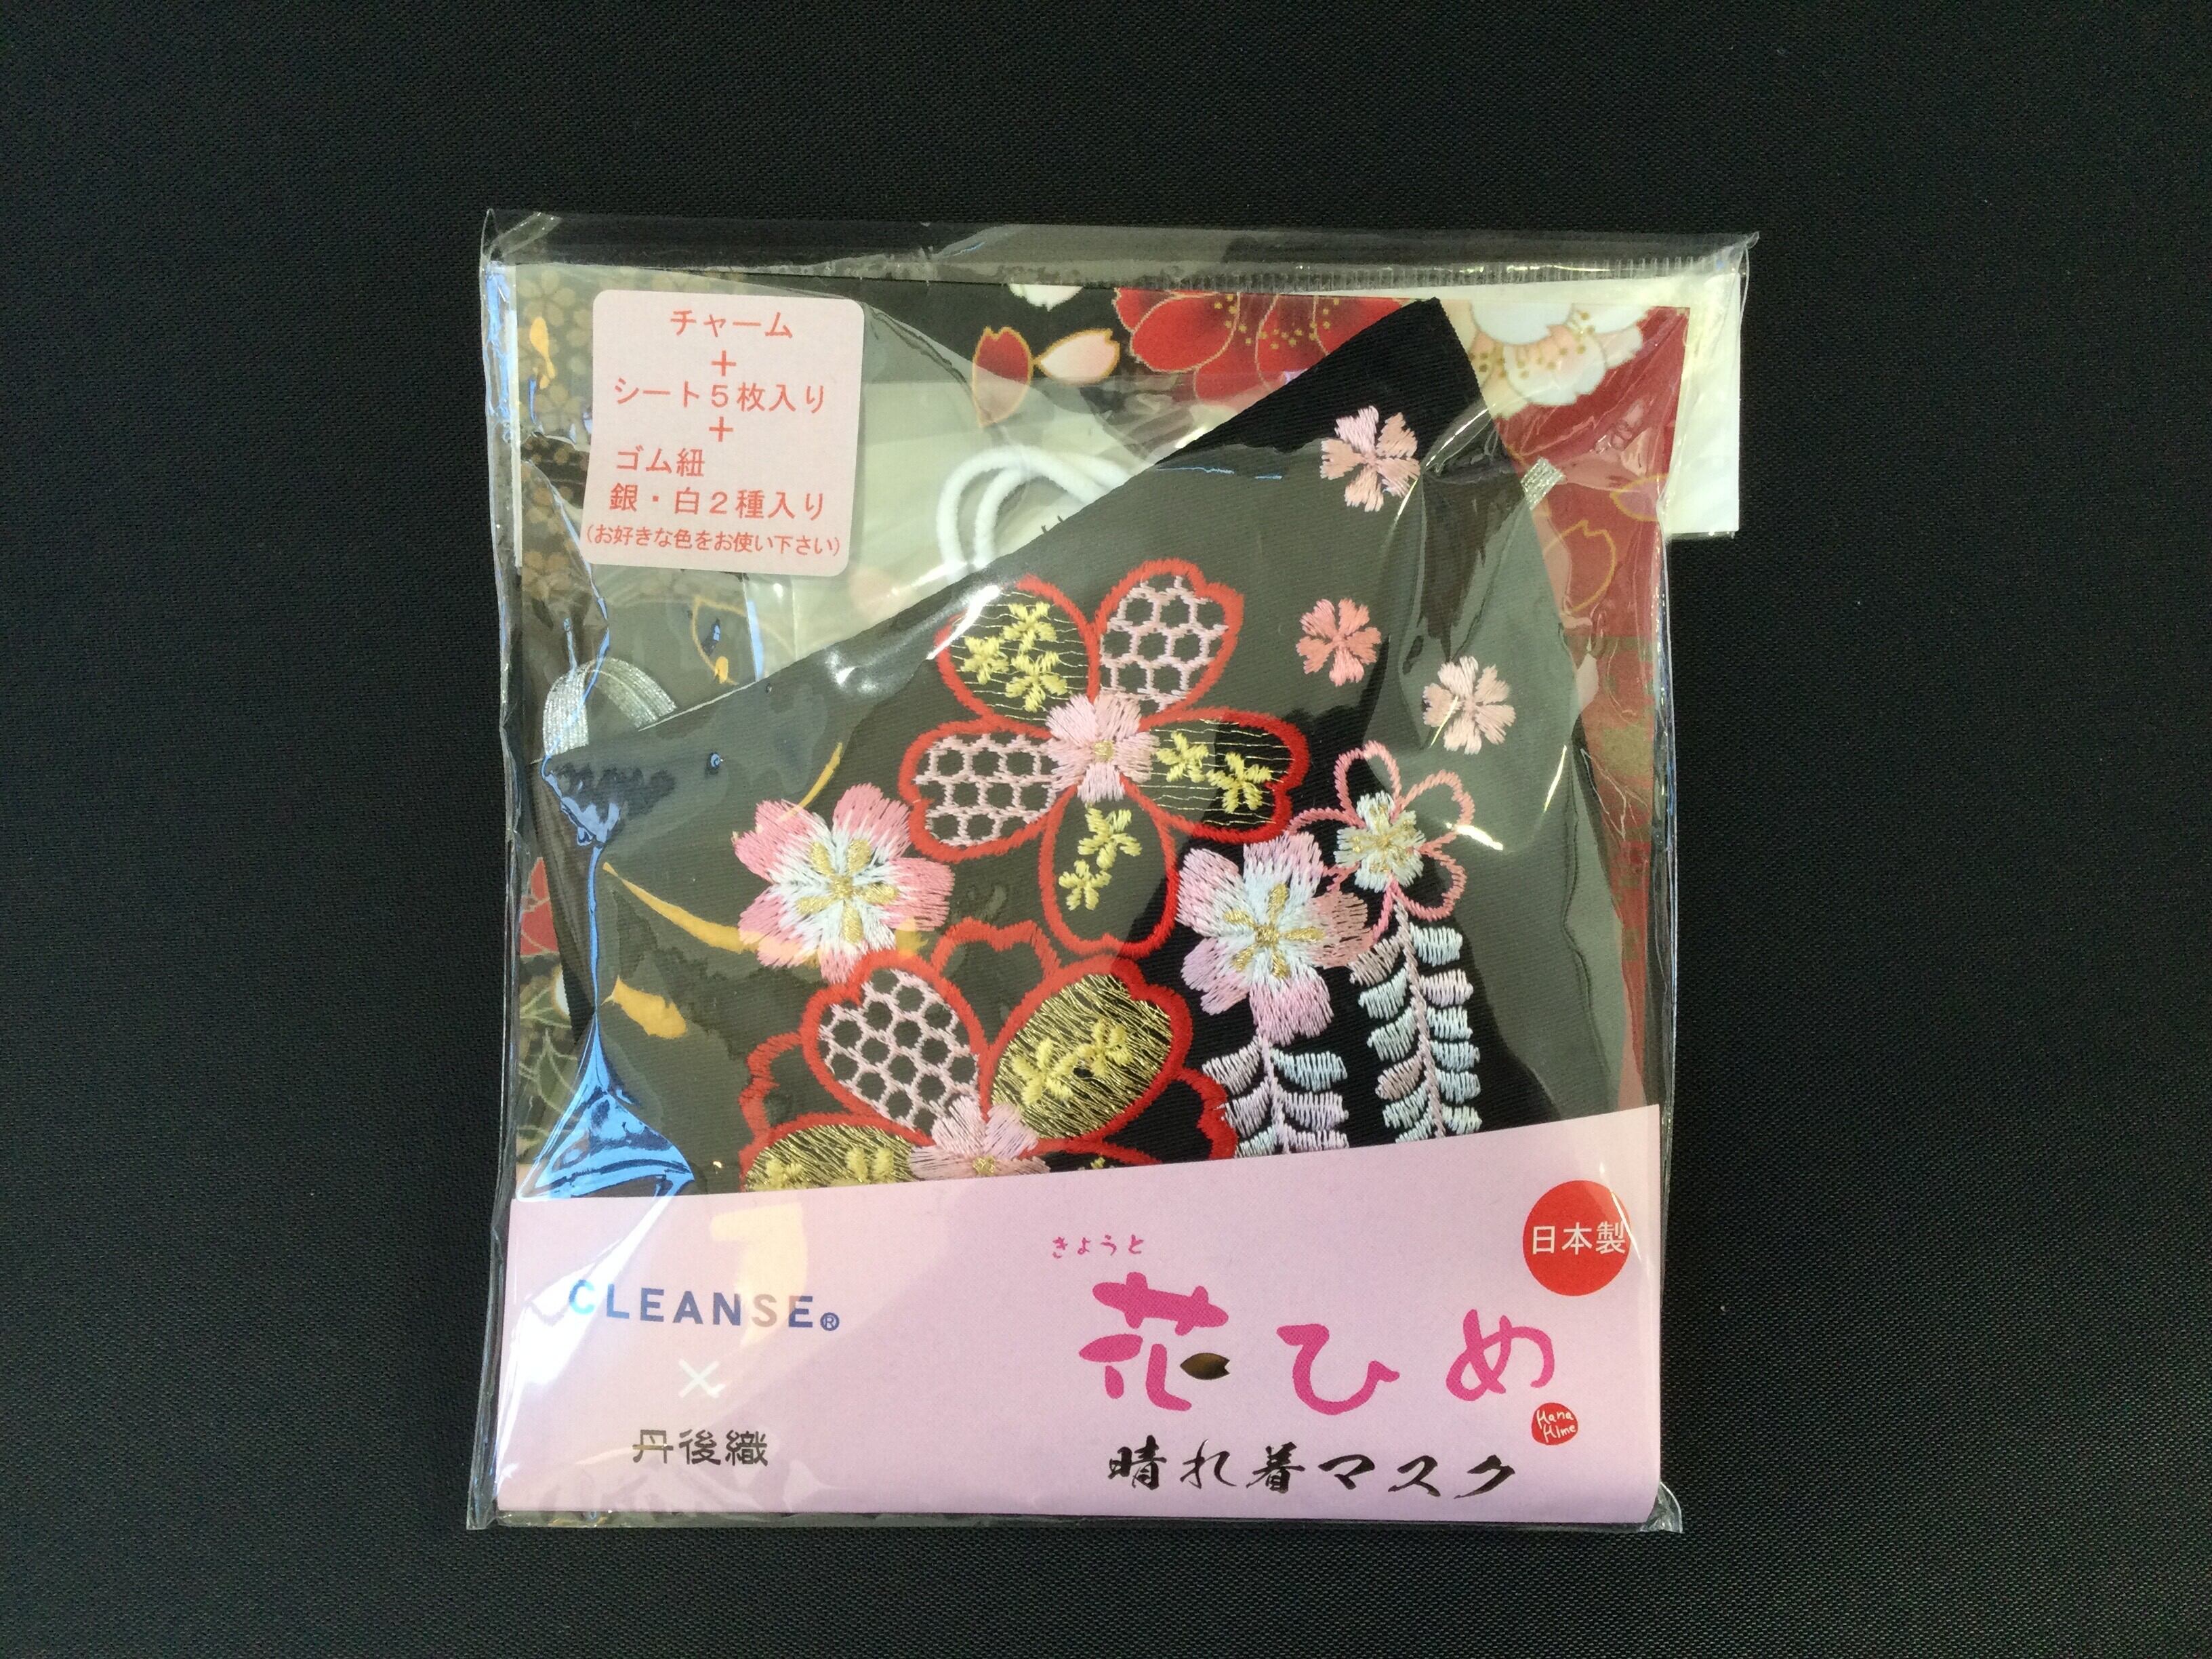 チャーム
+
シート5枚入り
+
ゴム紐
銀・白2種入り
(お好きな色をお使い下さい)
日本製
きょうと
花ひめ
Hana
HIme
晴れ着マスク
CLEANSE®
×
丹後織